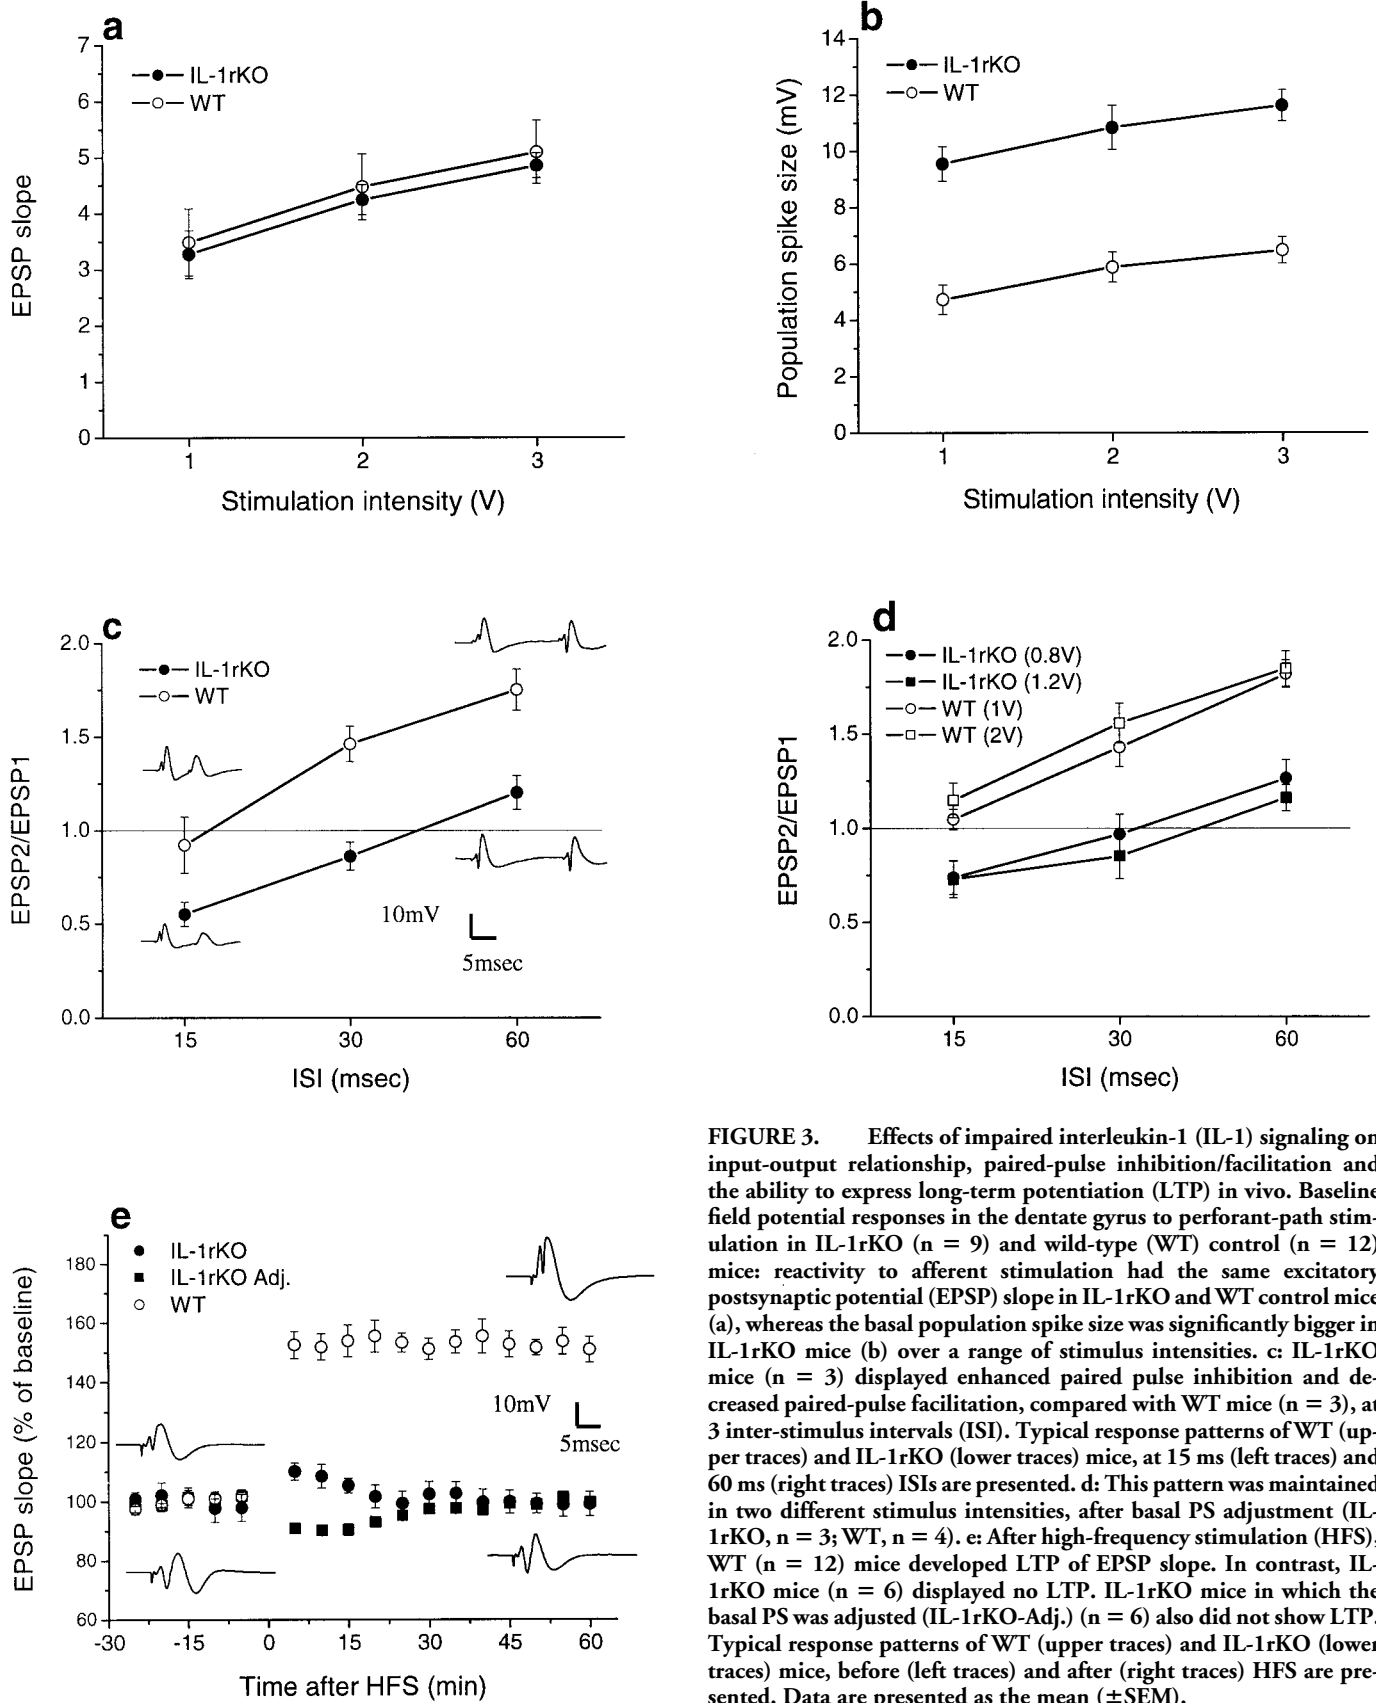 a
7
6
5
4
3
2
1
0
EPSP slope
IL-1rKO
WT
1 2 3
Stimulation intensity (V)
b
14
12
10
8
6
4
2
0
Population spike size (mV)
IL-1rKO
WT
1 2 3
Stimulation intensity (V)
c
2.0
1.5
1.0
0.5
0.0
EPSP2/EPSP1
IL-1rKO
WT
10mV
5msec
15 30 60
ISI (msec)
d
2.0
1.5
1.0
0.5
0.0
EPSP2/EPSP1
IL-1rKO (0.8V)
IL-1rKO (1.2V)
WT (1V)
WT (2V)
15 30 60
ISI (msec)
e
180
160
140
120
100
80
60
EPSP slope (% of baseline)
IL-1rKO
IL-1rKO Adj.
WT
10mV
5msec
-30 -15 0 15 30 45 60
Time after HFS (min)
FIGURE 3. Effects of impaired interleukin-1 (IL-1) signaling on
input-output relationship, paired-pulse inhibition/facilitation and
the ability to express long-term potentiation (LTP) in vivo. Baseline
field potential responses in the dentate gyrus to perforant-path stim-
ulation in IL-1rKO (n = 9) and wild-type (WT) control (n = 12)
mice: reactivity to afferent stimulation had the same excitatory
postsynaptic potential (EPSP) slope in IL-1rKO and WT control mice
(a), whereas the basal population spike size was significantly bigger in
IL-1rKO mice (b) over a range of stimulus intensities. c: IL-1rKO
mice (n = 3) displayed enhanced paired pulse inhibition and de-
creased paired-pulse facilitation, compared with WT mice (n = 3), at
3 inter-stimulus intervals (ISI). Typical response patterns of WT (up-
per traces) and IL-1rKO (lower traces) mice, at 15 ms (left traces) and
60 ms (right traces) ISIs are presented. d: This pattern was maintained
in two different stimulus intensities, after basal PS adjustment (IL-
1rKO, n = 3; WT, n = 4). e: After high-frequency stimulation (HFS),
WT (n = 12) mice developed LTP of EPSP slope. In contrast, IL-
1rKO mice (n = 6) displayed no LTP. IL-1rKO mice in which the
basal PS was adjusted (IL-1rKO-Adj.) (n = 6) also did not show LTP.
Typical response patterns of WT (upper traces) and IL-1rKO (lower
traces) mice, before (left traces) and after (right traces) HFS are pre-
sented. Data are presented as the mean (±SEM).